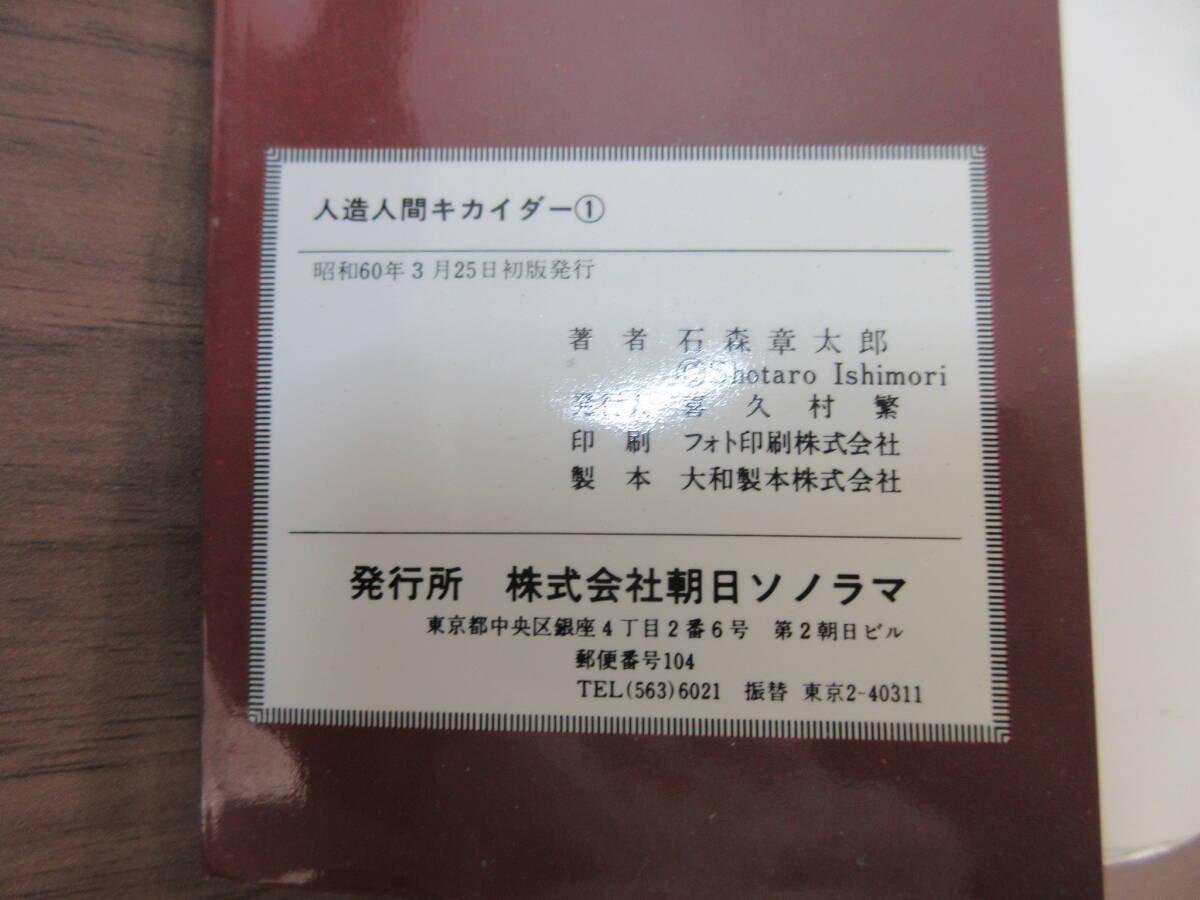 人造人間キカイダー①
昭和60年3月25日初版発行
著者 石森章太郎
©Shotaro Ishimori
発行人 喜久村繁
印刷 フォト印刷株式会社
製本 大和製本株式会社
発行所 株式会社朝日ソノラマ
東京都中央区銀座4丁目2番6号 第2朝日ビル
郵便番号104
TEL(563)6021 振替 東京2-40311